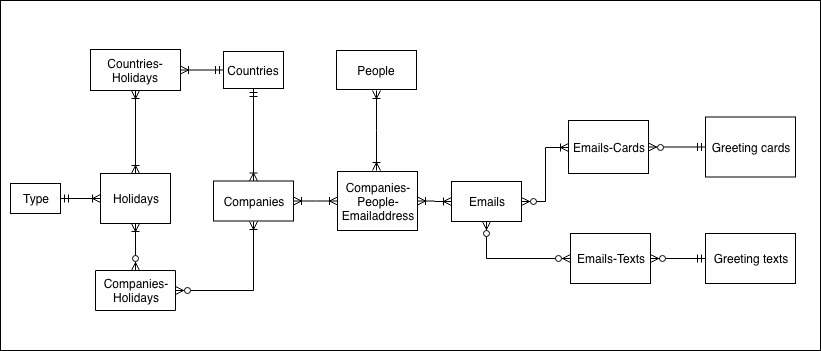 Countries-
Holidays
Countries
People
Emails-Cards
Greeting cards
Type
Holidays
Companies
Companies-
People-
Emailaddress
Emails
Emails-Texts
Greeting texts
Companies-
Holidays